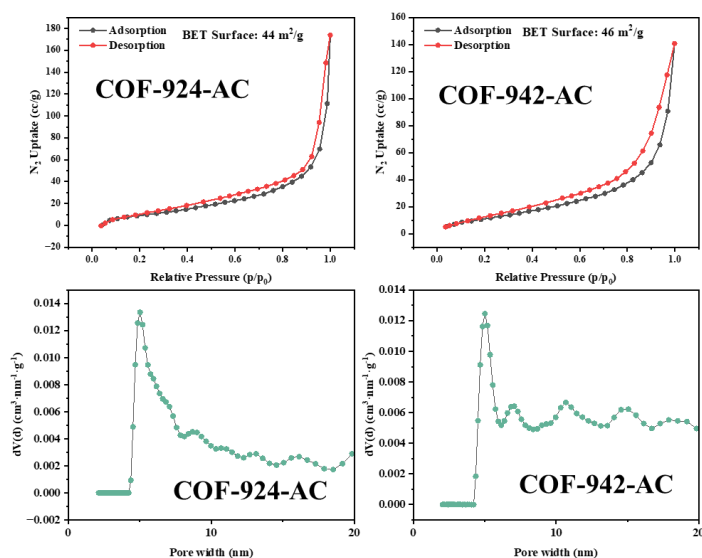 Adsorption
Desorption
BET Surface: 44 m²/g
COF-924-AC
N₂ Uptake (cc/g)
180
160
140
120
100
80
60
40
20
0
−20
0.0 0.2 0.4 0.6 0.8 1.0
Relative Pressure (p/p₀)
Adsorption
Desorption
BET Surface: 46 m²/g
COF-942-AC
N₂ Uptake (cc/g)
160
140
120
100
80
60
40
20
0
0.0 0.2 0.4 0.6 0.8 1.0
Relative Pressure (p/p₀)
dV(d) (cm³·nm⁻¹·g⁻¹)
0.014
0.012
0.010
0.008
0.006
0.004
0.002
0.000
−0.002
COF-924-AC
0 5 10 15 20
Pore width (nm)
dV(d) (cm³·nm⁻¹·g⁻¹)
0.014
0.012
0.010
0.008
0.006
0.004
0.002
0.000
COF-942-AC
0 5 10 15 20
Pore width (nm)